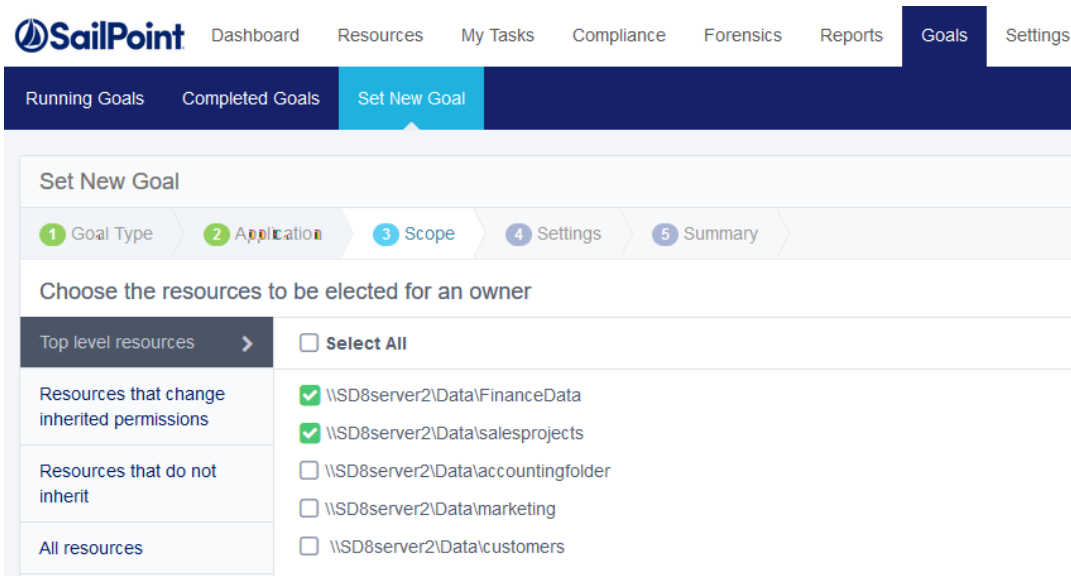 SailPoint Dashboard Resources My Tasks Compliance Forensics Reports Goals Settings
Running Goals Completed Goals Set New Goal
Set New Goal
1 Goal Type 2 Application 3 Scope 4 Settings 5 Summary
Choose the resources to be elected for an owner
Top level resources
Select All
Resources that change
inherited permissions
\\SD8server2\Data\FinanceData
\\SD8server2\Data\salesprojects
Resources that do not
inherit
\\SD8server2\Data\accountingfolder
\\SD8server2\Data\marketing
All resources
\\SD8server2\Data\customers